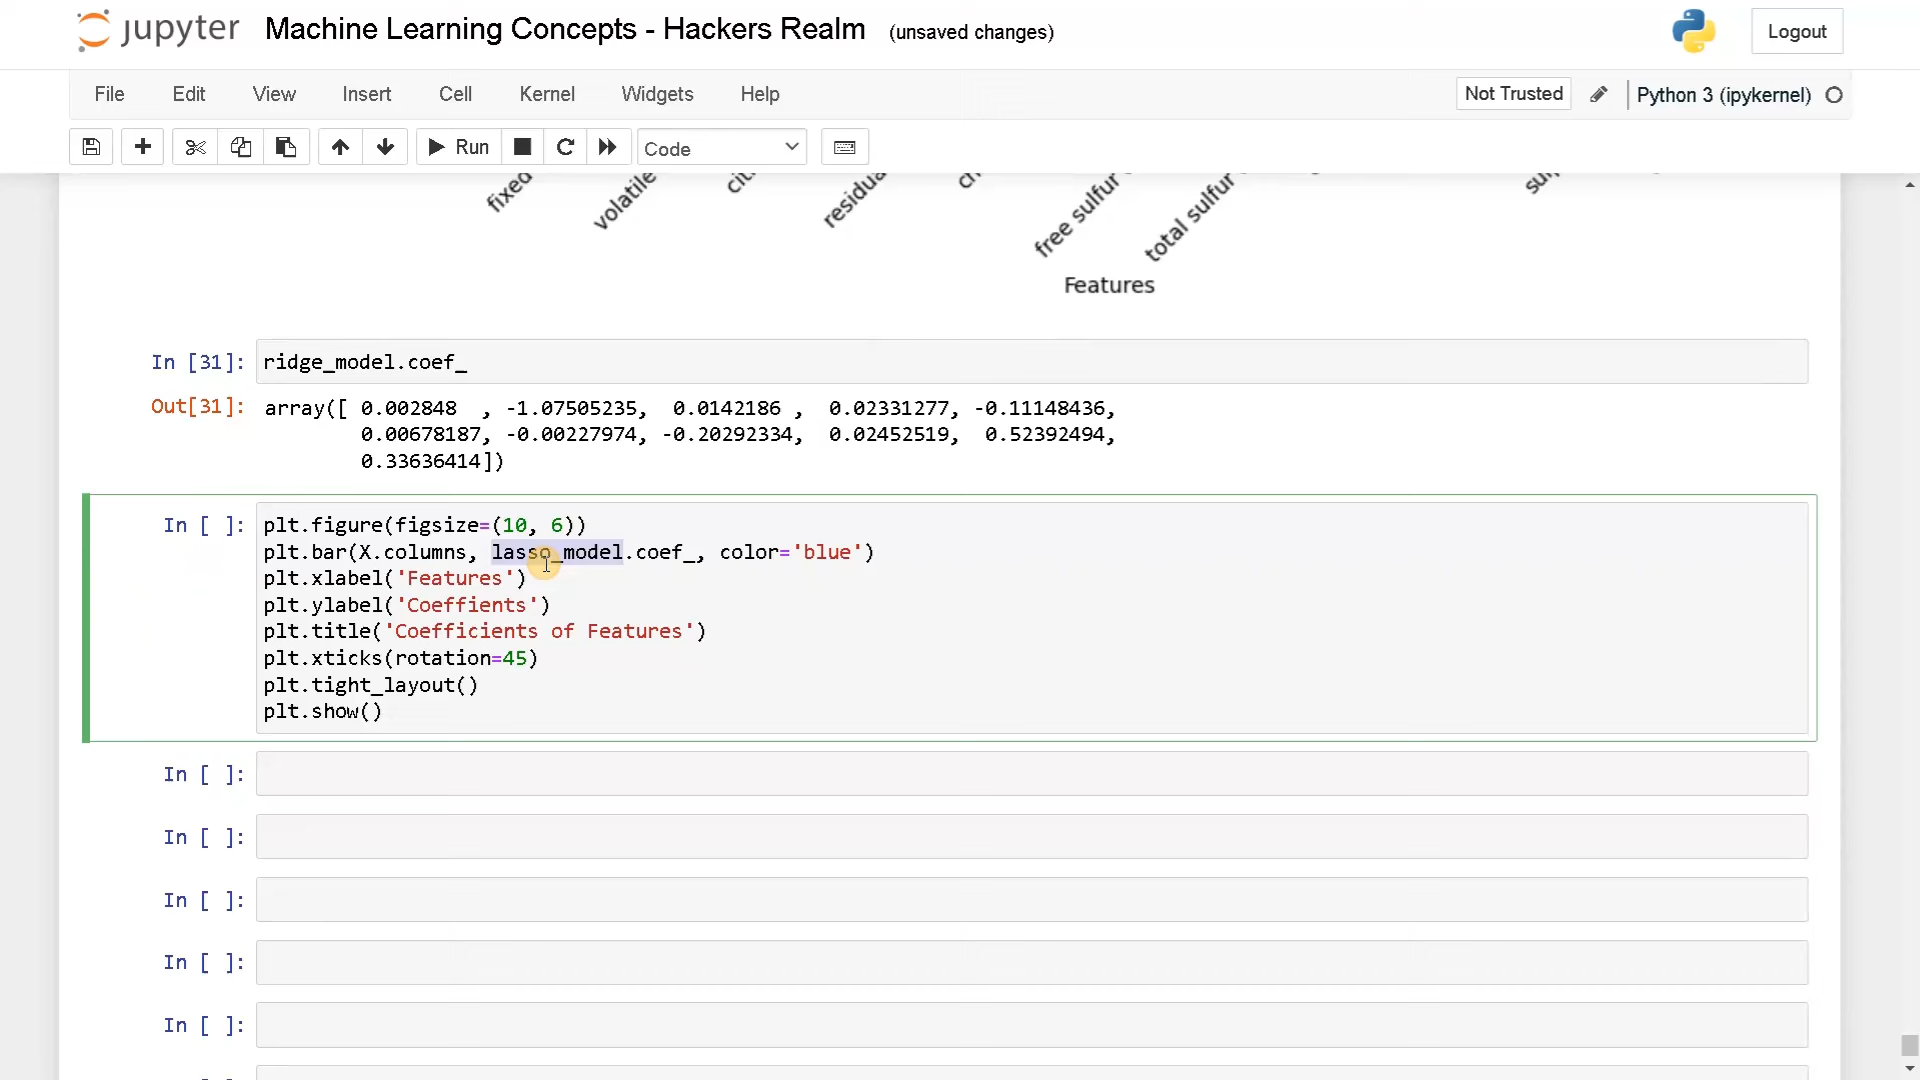 jupyter Machine Learning Concepts - Hackers Realm (unsaved changes) Logout
File Edit View Insert Cell Kernel Widgets Help Not Trusted Python 3 (ipykernel)
Run Code
fixed
volatile
residua
free sulfur
total sulfur
Features
In [31]: ridge_model.coef_
Out[31]: array([ 0.002848 , -1.07505235, 0.0142186 , 0.02331277, -0.11148436,
0.00678187, -0.00227974, -0.20292334, 0.02452519, 0.52392494,
0.33636414])
In [ ]: plt.figure(figsize=(10, 6))
plt.bar(X.columns, lasso_model.coef_, color='blue')
plt.xlabel('Features')
plt.ylabel('Coeffients')
plt.title('Coefficients of Features')
plt.xticks(rotation=45)
plt.tight_layout()
plt.show()
In [ ]:
In [ ]:
In [ ]:
In [ ]:
In [ ]: